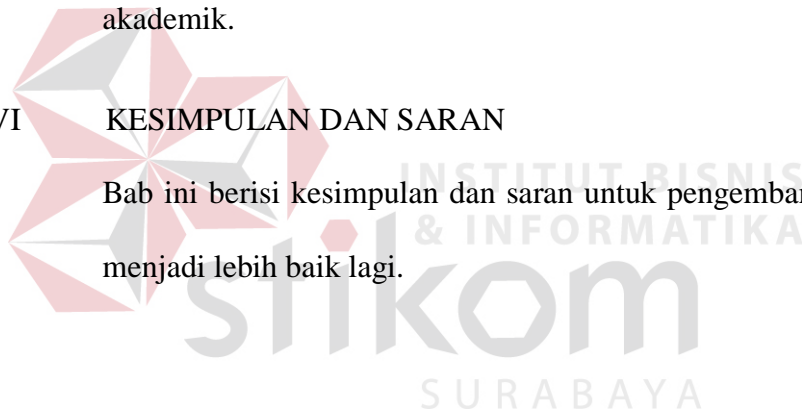 akademik.
VI KESIMPULAN DAN SARAN
Bab ini berisi kesimpulan dan saran untuk
menjadi lebih baik lagi.
INSTITUT BISNIS
& INFORMATIKA
stikom
SURABAYA